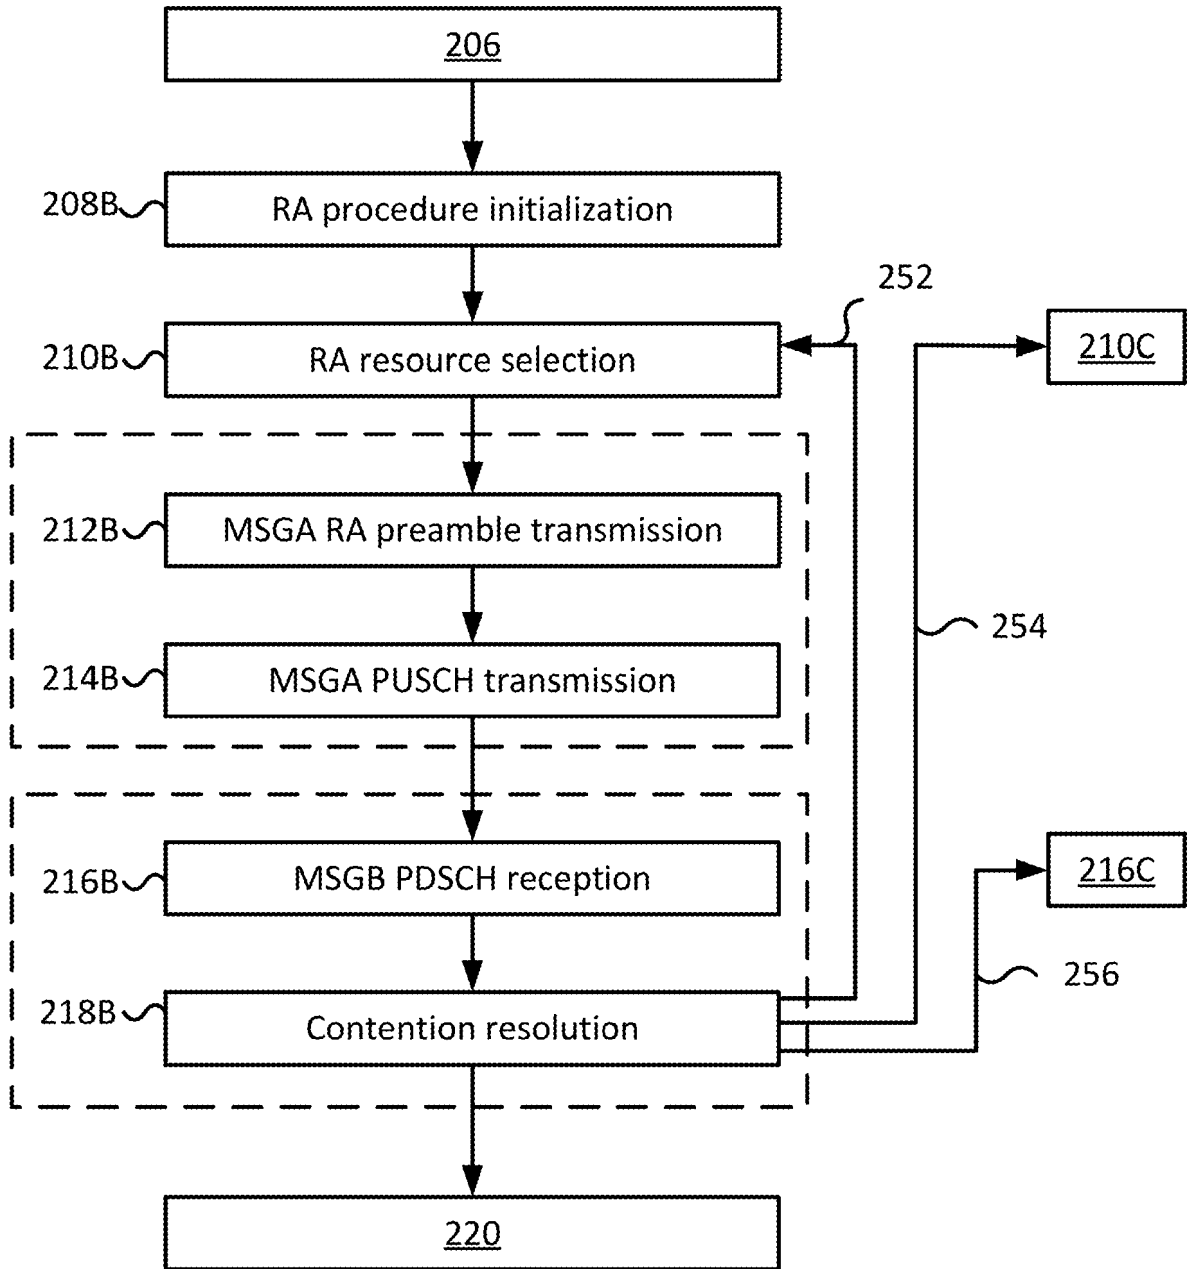 206
208B
RA procedure initialization
252
210B
RA resource selection
210C
212B
MSGA RA preamble transmission
254
214B
MSGA PUSCH transmission
216B
MSGB PDSCH reception
216C
256
218B
Contention resolution
220